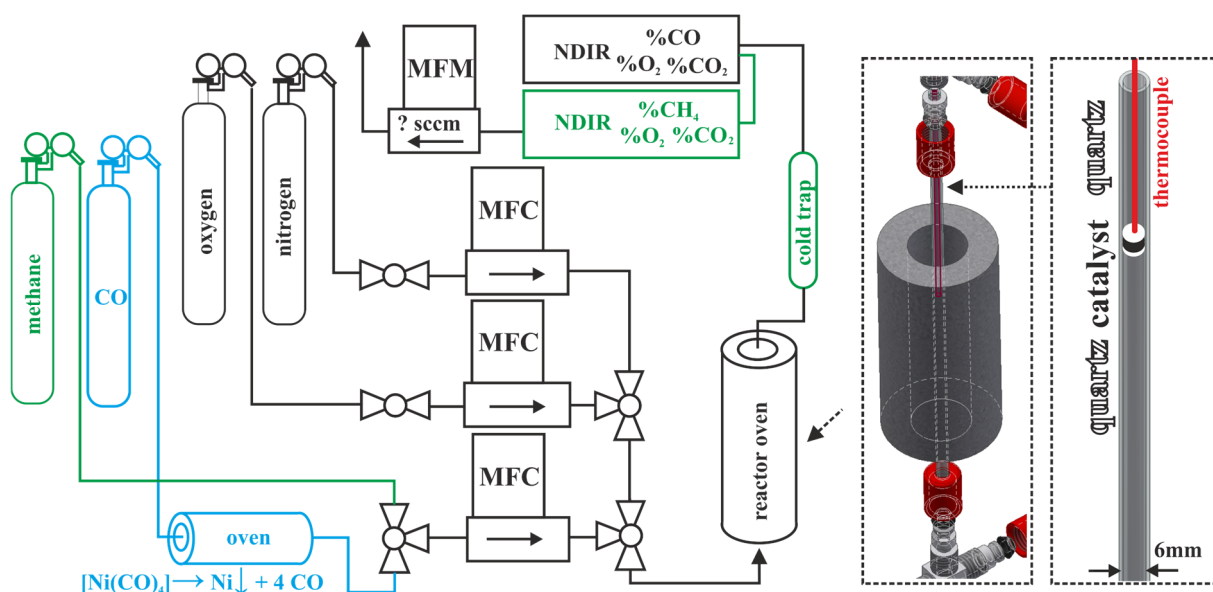 methane
CO
oxygen
nitrogen
MFM
? sccm
NDIR
%CO
%O₂ %CO₂
NDIR
%CH₄
%O₂ %CO₂
MFC
MFC
MFC
cold trap
reactor oven
oven
[Ni(CO)₄]→ Ni↓ + 4 CO
quartz catalyst quartz
thermocouple
6mm